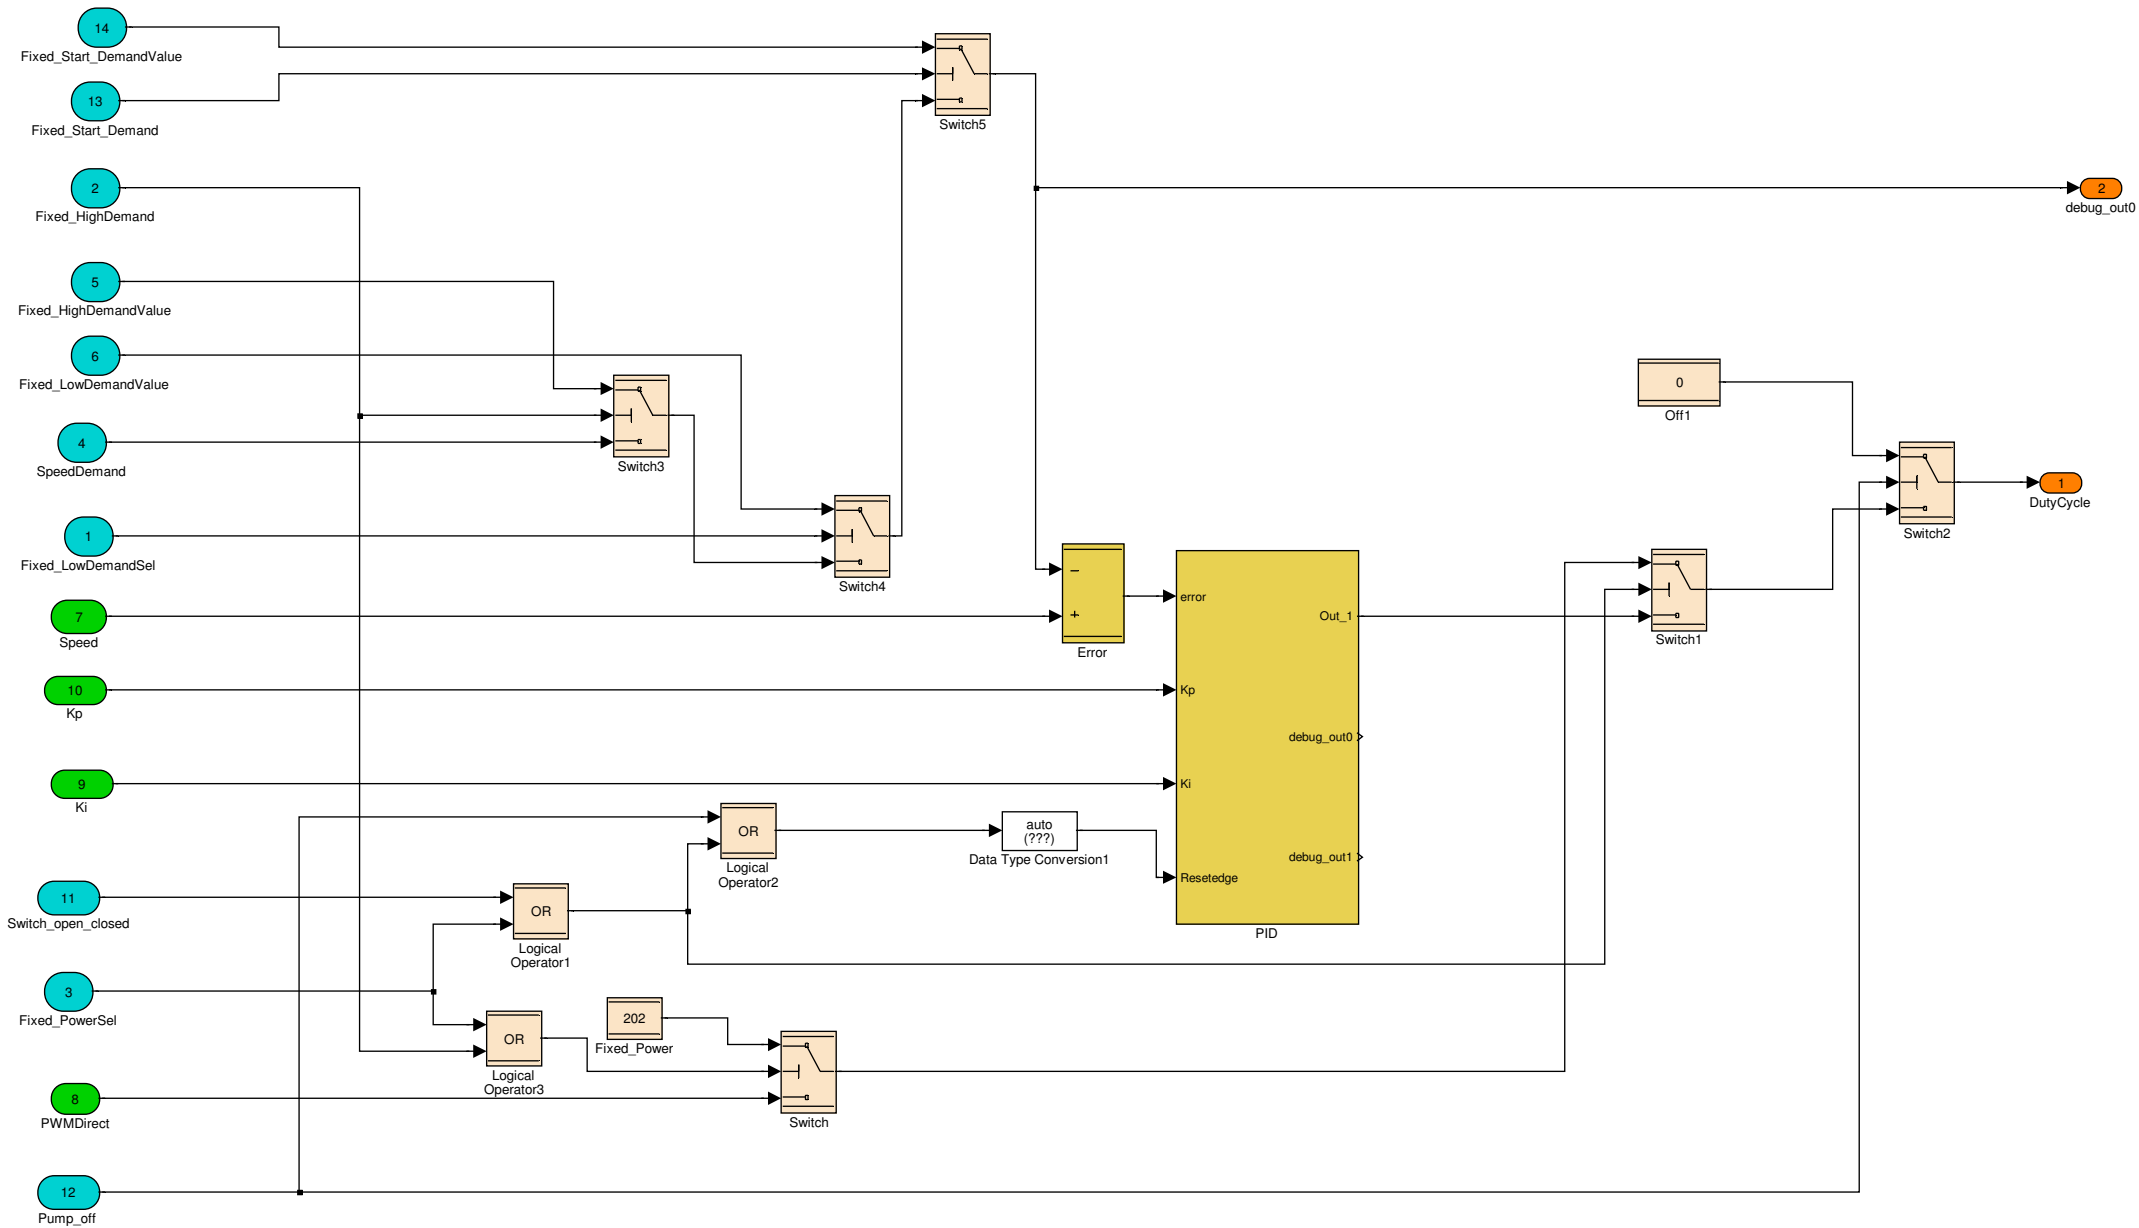 14
Fixed_Start_DemandValue
13
Fixed_Start_Demand
Switch5
2
Fixed_HighDemand
2
debug_out0
5
Fixed_HighDemandValue
6
Fixed_LowDemandValue
4
SpeedDemand
Switch3
0
Off1
1
Fixed_LowDemandSel
Switch4
Switch2
1
DutyCycle
7
Speed
−
+
Error
error
Out_1
Kp
debug_out0
Ki
debug_out1
Resetedge
PID
Switch1
10
Kp
9
Ki
OR
Logical
Operator2
auto
(???)
Data Type Conversion1
11
Switch_open_closed
OR
Logical
Operator1
3
Fixed_PowerSel
OR
Logical
Operator3
202
Fixed_Power
Switch
8
PWMDirect
12
Pump_off